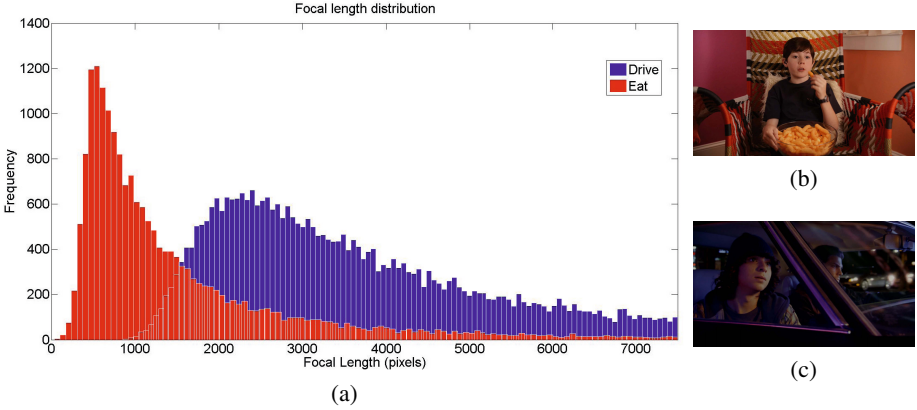 Focal length distribution
1400
1200
1000
800
600
400
200
0
Frequency
Drive
Eat
0 1000 2000 3000 4000 5000 6000 7000
Focal Length (pixels)
(a)
(b)
(c)